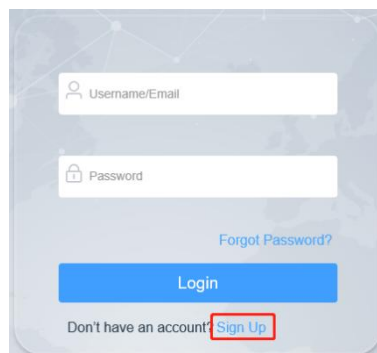 Username/Email
Password
Forgot Password?
Login
Don't have an account? Sign Up